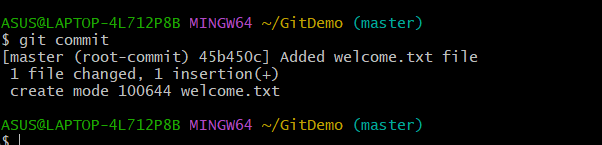 ASUS@LAPTOP-4L712P8B MINGW64 ~/GitDemo (master)
$ git commit
[master (root-commit) 45b450c] Added welcome.txt file
 1 file changed, 1 insertion(+)
 create mode 100644 welcome.txt

ASUS@LAPTOP-4L712P8B MINGW64 ~/GitDemo (master)
$